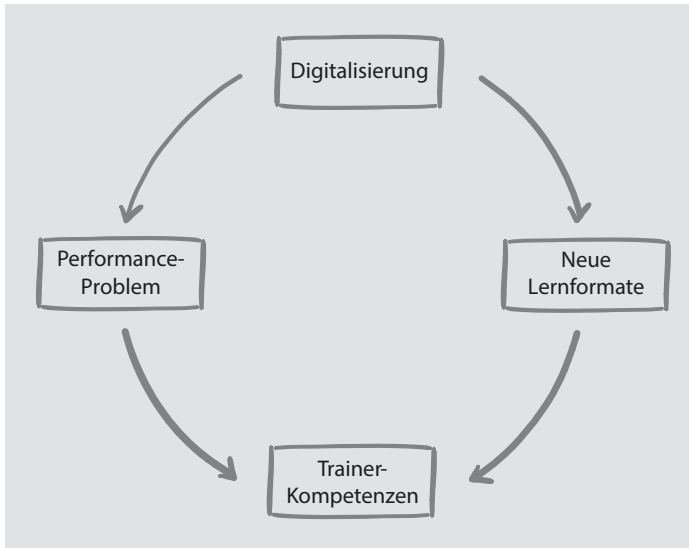 Digitalisierung
Performance-
Problem
Neue
Lernformate
Trainer-
Kompetenzen